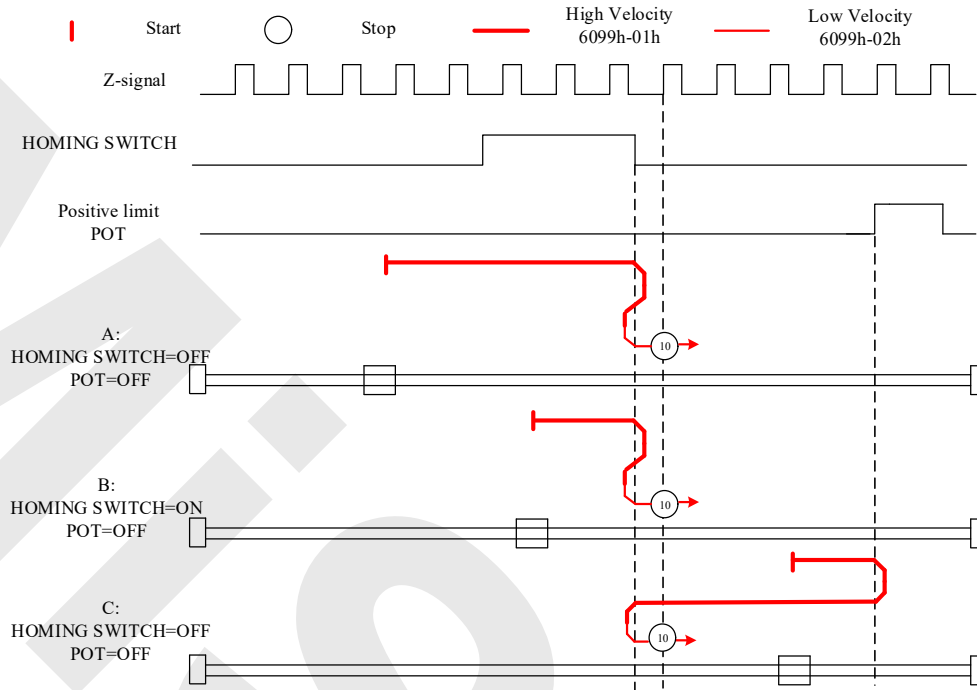 Start
Stop
High Velocity
6099h-01h
Low Velocity
6099h-02h
Z-signal
HOMING SWITCH
Positive limit
POT
A:
HOMING SWITCH=OFF
POT=OFF
10
B:
HOMING SWITCH=ON
POT=OFF
10
C:
HOMING SWITCH=OFF
POT=OFF
10